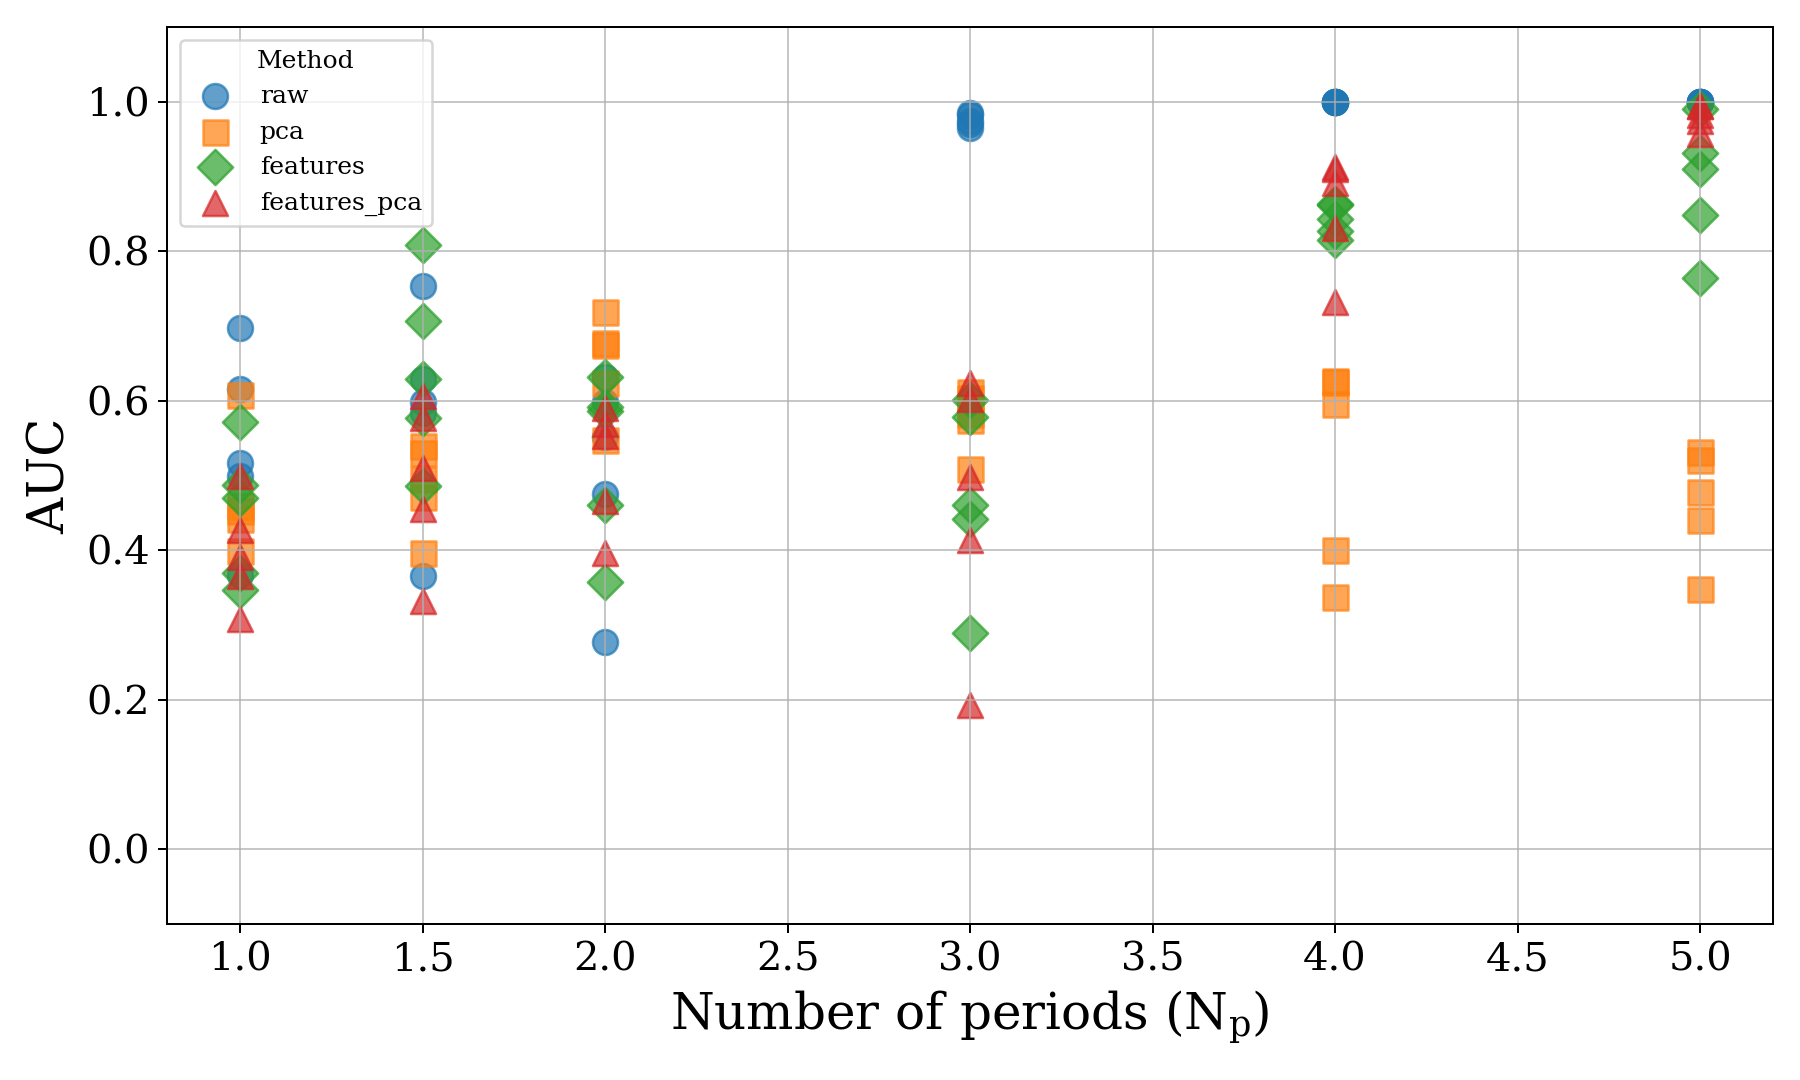 Method
raw
pca
features
features_pca
AUC
1.0
0.8
0.6
0.4
0.2
0.0
1.0 1.5 2.0 2.5 3.0 3.5 4.0 4.5 5.0
Number of periods (Nₚ)